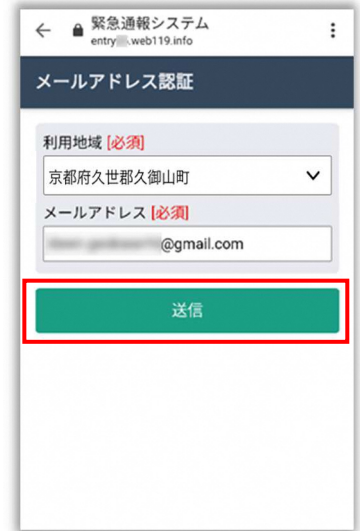 緊急通報システム
entry .web119.info
メールアドレス認証
利用地域 [必須]
京都府久世郡久御山町
メールアドレス [必須]
@gmail.com
送信